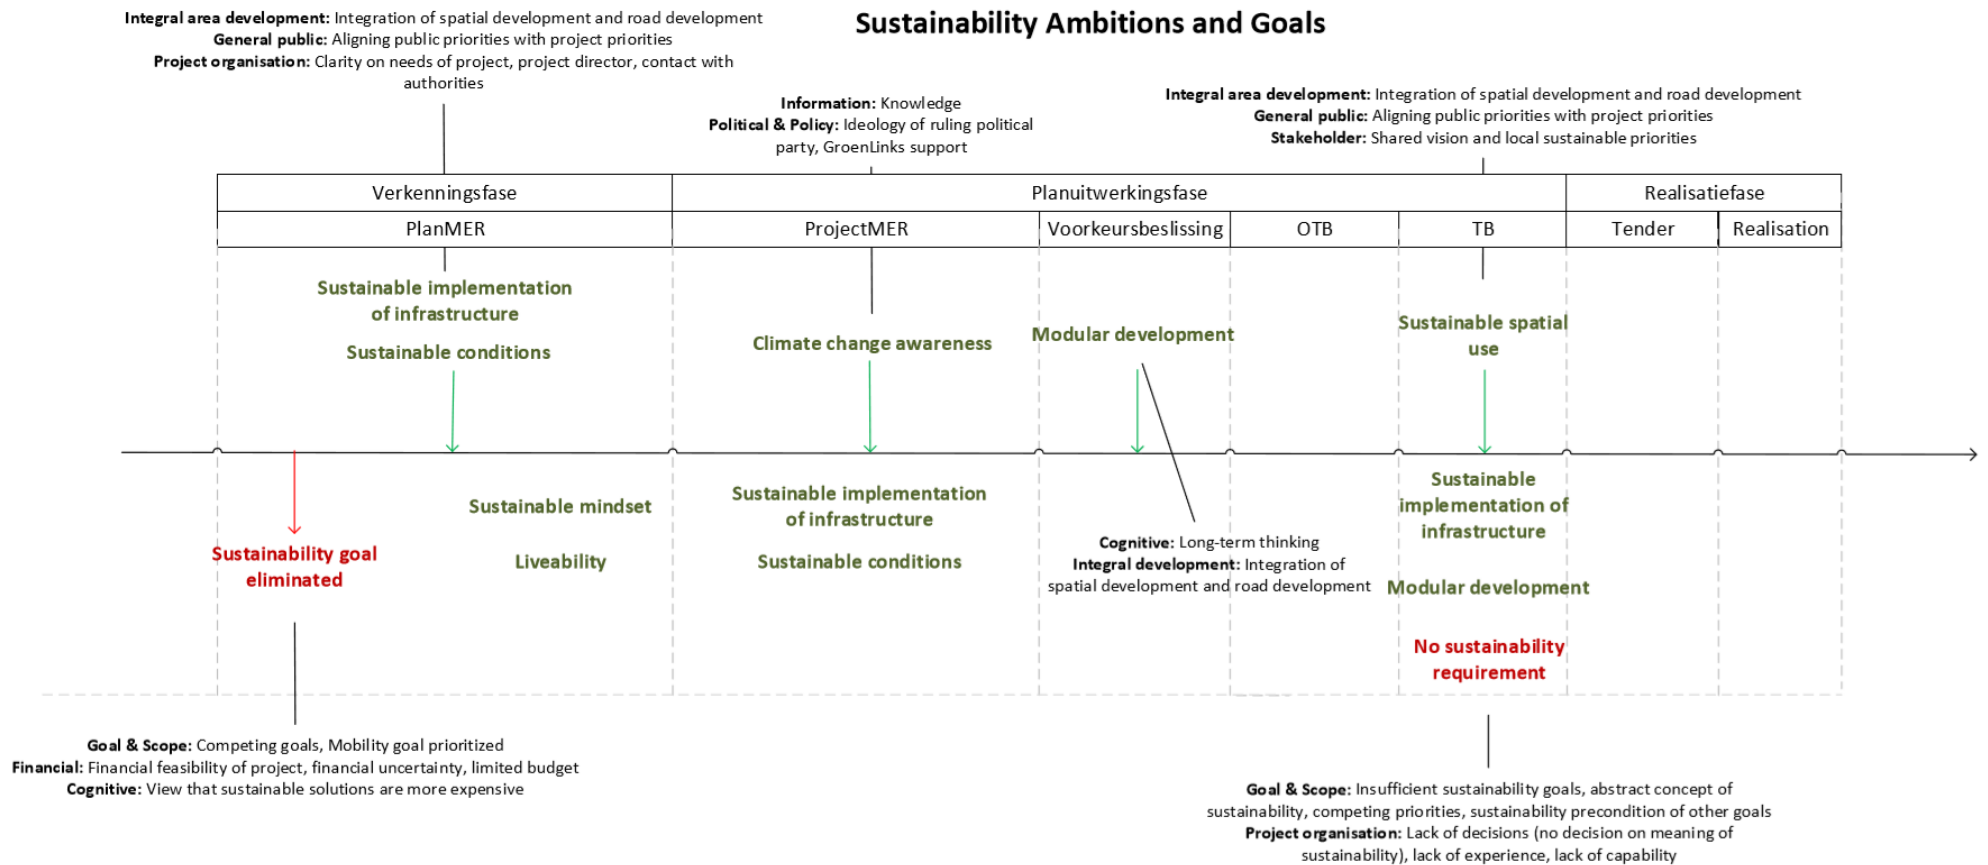 Sustainability Ambitions and Goals
Integral area development: Integration of spatial development and road development
General public: Aligning public priorities with project priorities
Project organisation: Clarity on needs of project, project director, contact with
authorities
Information: Knowledge
Political & Policy: Ideology of ruling political
party, GroenLinks support
Integral area development: Integration of spatial development and road development
General public: Aligning public priorities with project priorities
Stakeholder: Shared vision and local sustainable priorities
Verkenningsfase
Planuitwerkingsfase
Realisatiefase
PlanMER
ProjectMER
Voorkeursbeslissing
OTB
TB
Tender
Realisation
Sustainable implementation
of infrastructure
Sustainable conditions
Climate change awareness
Modular development
Sustainable spatial
use
Sustainability goal
eliminated
Sustainable mindset
Liveability
Sustainable implementation
of infrastructure
Sustainable conditions
Cognitive: Long-term thinking
Integral development: Integration of
spatial development and road development
Sustainable
implementation of
infrastructure
Modular development
No sustainability
requirement
Goal & Scope: Competing goals, Mobility goal prioritized
Financial: Financial feasibility of project, financial uncertainty, limited budget
Cognitive: View that sustainable solutions are more expensive
Goal & Scope: Insufficient sustainability goals, abstract concept of
sustainability, competing priorities, sustainability precondition of other goals
Project organisation: Lack of decisions (no decision on meaning of
sustainability), lack of experience, lack of capability